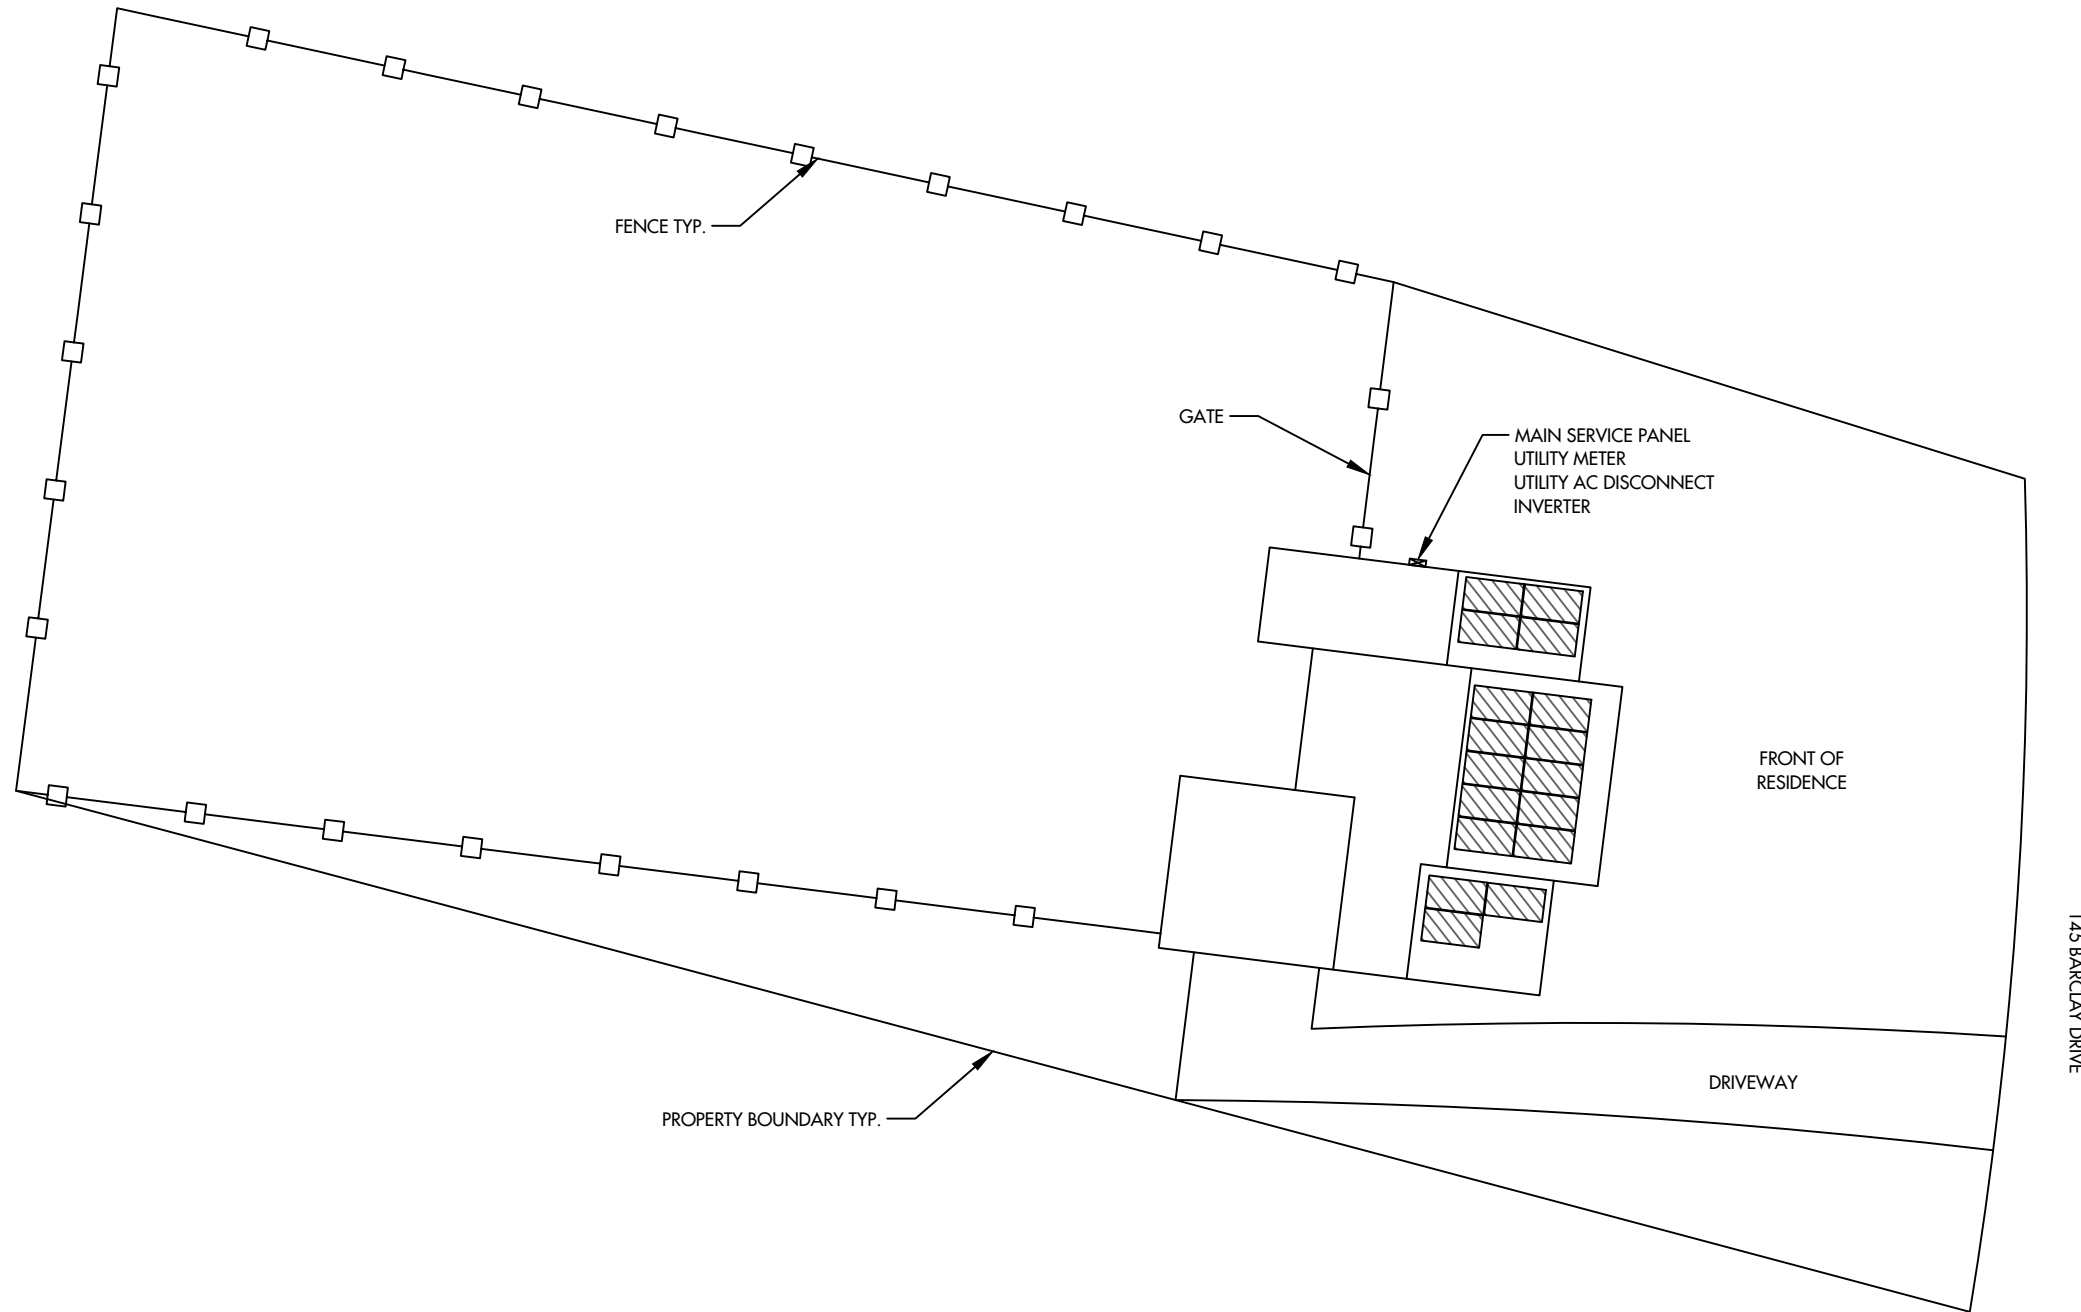 FENCE TYP.
GATE
MAIN SERVICE PANEL
UTILITY METER
UTILITY AC DISCONNECT
INVERTER
FRONT OF
RESIDENCE
145 BARCLAY DRIVE
DRIVEWAY
PROPERTY BOUNDARY TYP.